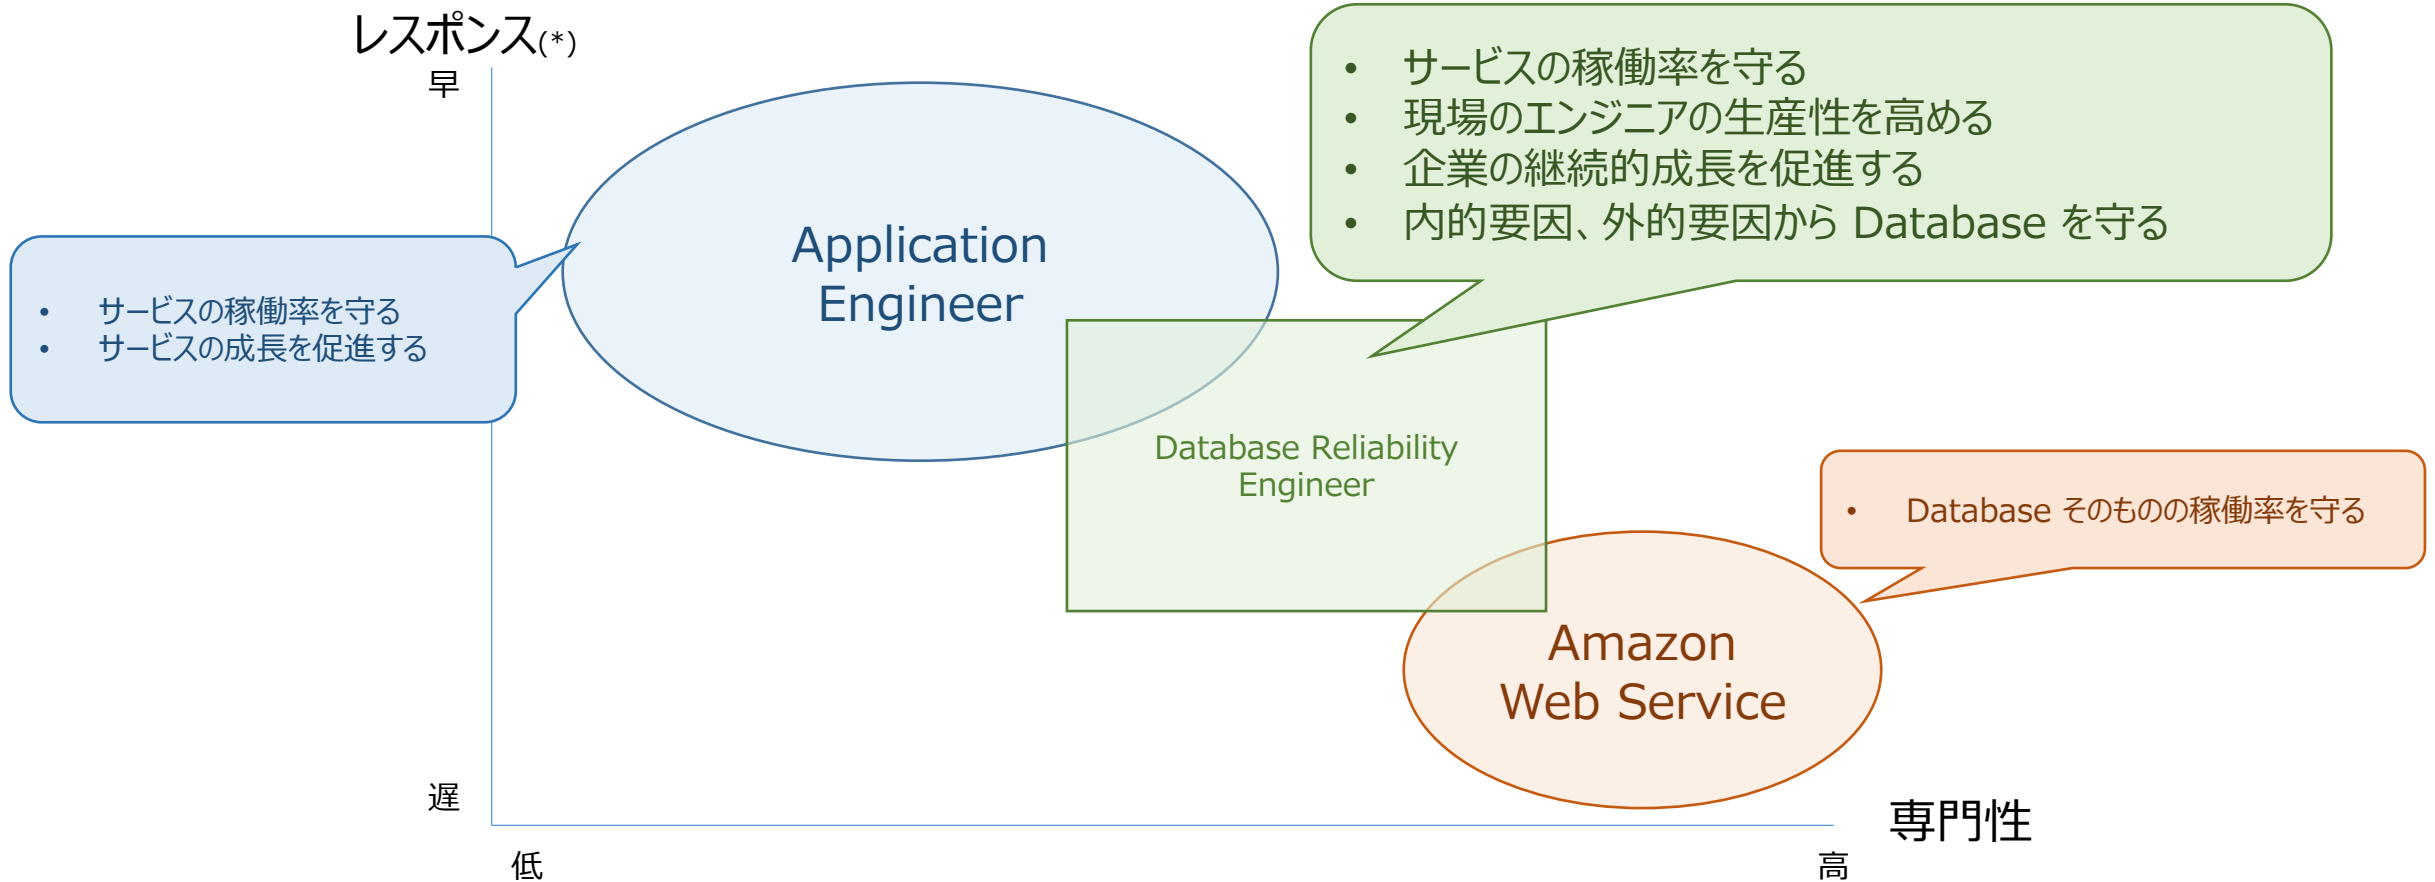 レスポンス(*)
早
• サービスの稼働率を守る
• 現場のエンジニアの生産性を高める
• 企業の継続的成長を促進する
• 内的要因、外的要因から Database を守る
Application
Engineer
• サービスの稼働率を守る
• サービスの成長を促進する
Database Reliability
Engineer
• Database そのものの稼働率を守る
Amazon
Web Service
遅
専門性
低
高